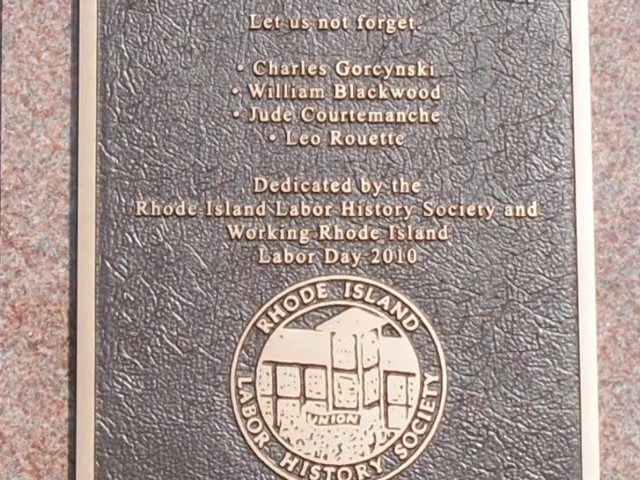 Let us not forget.
• Charles Gorcynski
• William Blackwood
• Jude Courtemanche
• Leo Rouette
Dedicated by the
Rhode Island Labor History Society and
Working Rhode Island
Labor Day 2010
RHODE ISLAND
LABOR HISTORY SOCIETY
UNION